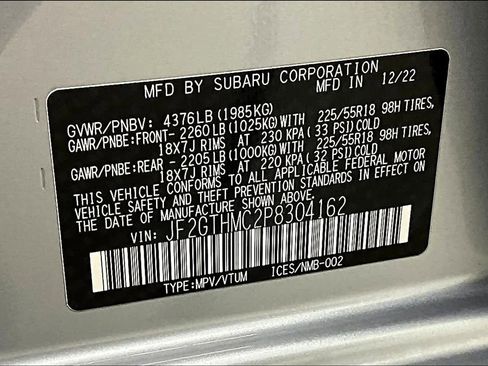 MFD BY SUBARU CORPORATION
MFD IN 12/22
GVWR/PNBV: 4376LB(1985KG)
GAWR/PNBE:FRONT- 2260LB(1025KG)WITH 225/55R18 98H TIRES,
18x7J RIMS AT 230 KPA(33 PSI)COLD
GAWR/PNBE:REAR - 2205LB(1000KG)WITH 225/55R18 98H TIRES,
18x7J RIMS AT 220 KPA(32 PSI)COLD
THIS VEHICLE CONFORMS TO ALL APPLICABLE FEDERAL MOTOR
VEHICLE SAFETY AND THEFT PREVENTION STANDARDS IN EFFECT
ON THE DATE OF MANUFACTURE SHOWN ABOVE.
VIN: JF2GTHMC2P8304162
TYPE:MPV/VTUM ICES/NMB-002